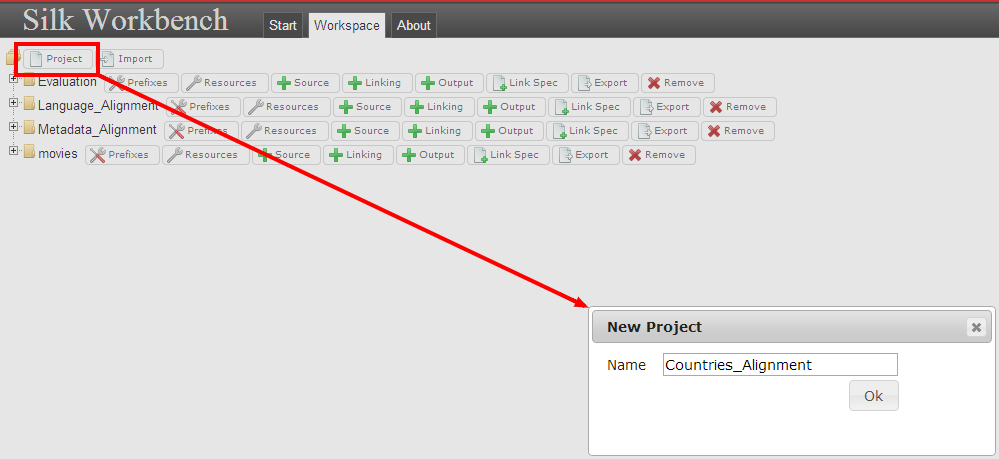 Silk Workbench Start Workspace About
Project Import
Evaluation Prefixes Resources Source Linking Output Link Spec Export Remove
Language_Alignment Prefixes Resources Source Linking Output Link Spec Export Remove
Metadata_Alignment Prefixes Resources Source Linking Output Link Spec Export Remove
movies Prefixes Resources Source Linking Output Link Spec Export Remove
New Project
Name Countries_Alignment
Ok